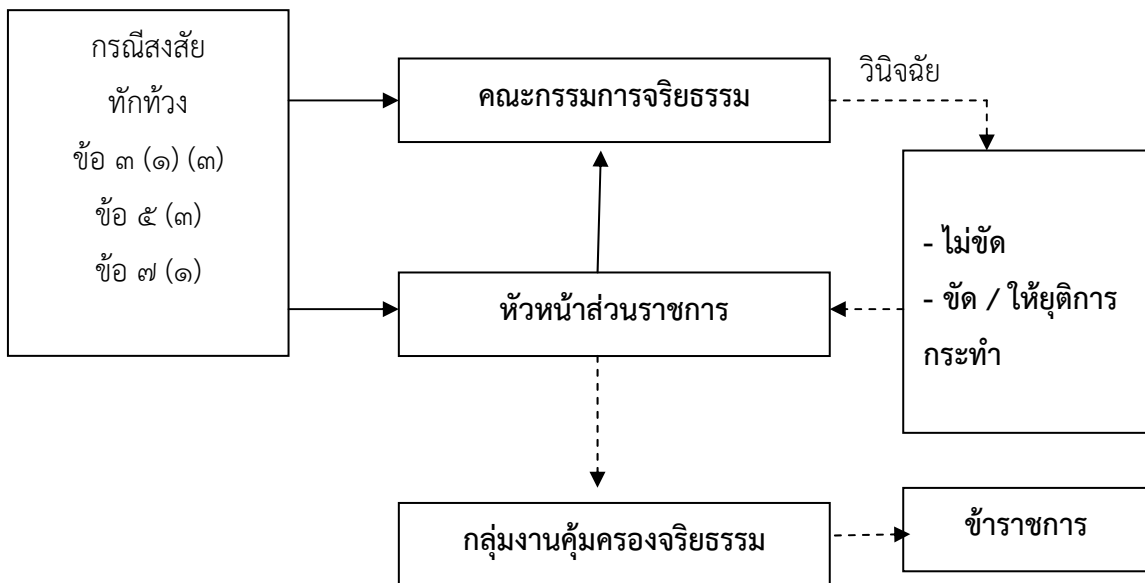 กรณีสงสัย
ทักท้วง
ข้อ ๓ (๑) (๓)
ข้อ ๕ (๓)
ข้อ ๗ (๑)
คณะกรรมการจริยธรรม
วินิจฉัย
- ไม่ขัด
- ขัด / ให้ยุติการ
กระทำ
หัวหน้าส่วนราชการ
กลุ่มงานคุ้มครองจริยธรรม
ข้าราชการ